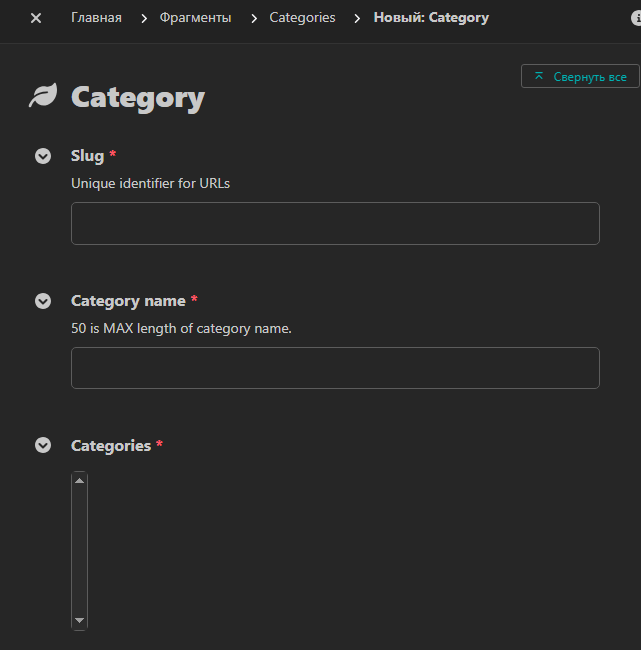 Главная > Фрагменты > Categories > Новый: Category
Свернуть все
Category
Slug *
Unique identifier for URLs
Category name *
50 is MAX length of category name.
Categories *